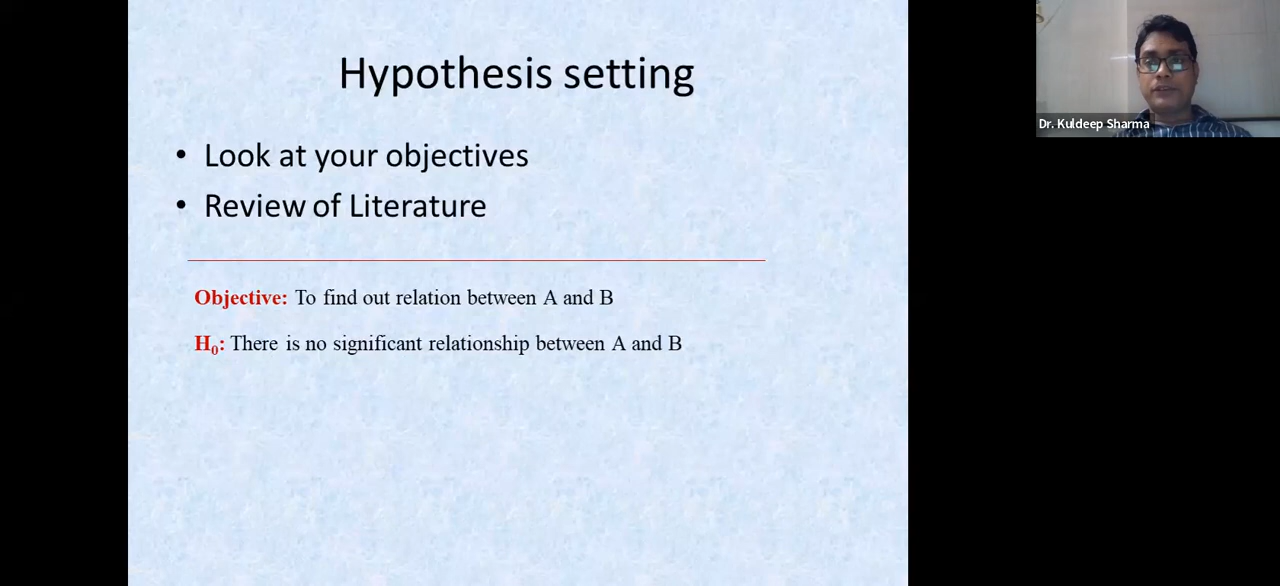 Hypothesis setting
• Look at your objectives
• Review of Literature
Objective: To find out relation between A and B
H₀: There is no significant relationship between A and B
Dr. Kuldeep Sharma